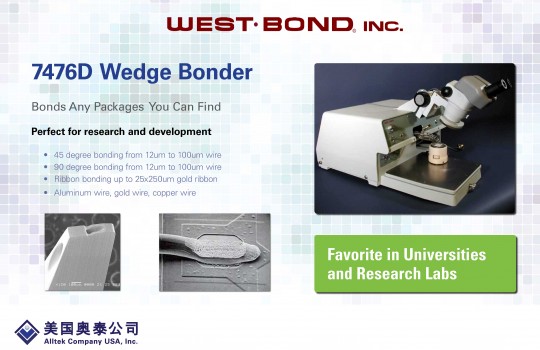 WEST·BOND® INC.
7476D Wedge Bonder
Bonds Any Packages You Can Find
Perfect for research and development
• 45 degree bonding from 12um to 100um wire
• 90 degree bonding from 12um to 100um wire
• Ribbon bonding up to 25x250um gold ribbon
• Aluminum wire, gold wire, copper wire
Favorite in Universities
and Research Labs
美国奥泰公司
Alltek Company USA, Inc.